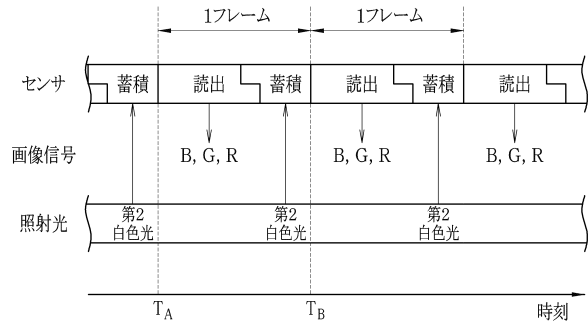 1フレーム 1フレーム
センサ 蓄積 読出 蓄積 読出 蓄積 読出
画像信号 B, G, R B, G, R B, G, R
照射光 第2 第2 第2
白色光 白色光 白色光
TA TB 時刻